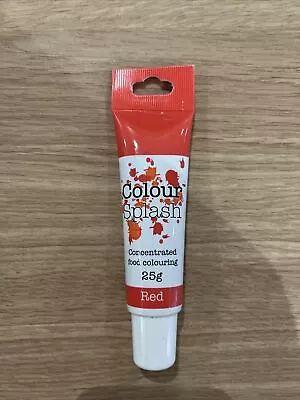 Colour
Splash
Concentrated
food colouring
25g
Red